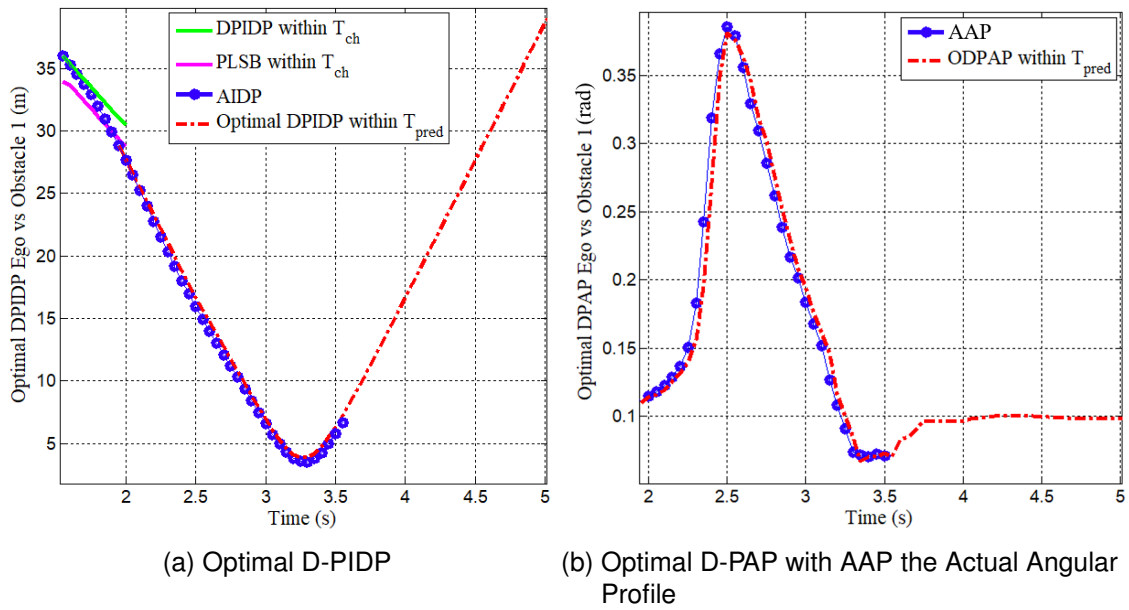 Optimal DPIDP Ego vs Obstacle 1 (m)
35
30
25
20
15
10
5
DPIDP within T_ch
PLSB within T_ch
AIDP
Optimal DPIDP within T_pred
2
2.5
3
3.5
4
4.5
5
Time (s)
(a) Optimal D-PIDP
Optimal DPAP Ego vs Obstacle 1 (rad)
0.35
0.3
0.25
0.2
0.15
0.1
AAP
ODPAP within T_pred
2
2.5
3
3.5
4
4.5
5
Time (s)
(b) Optimal D-PAP with AAP the Actual Angular
Profile